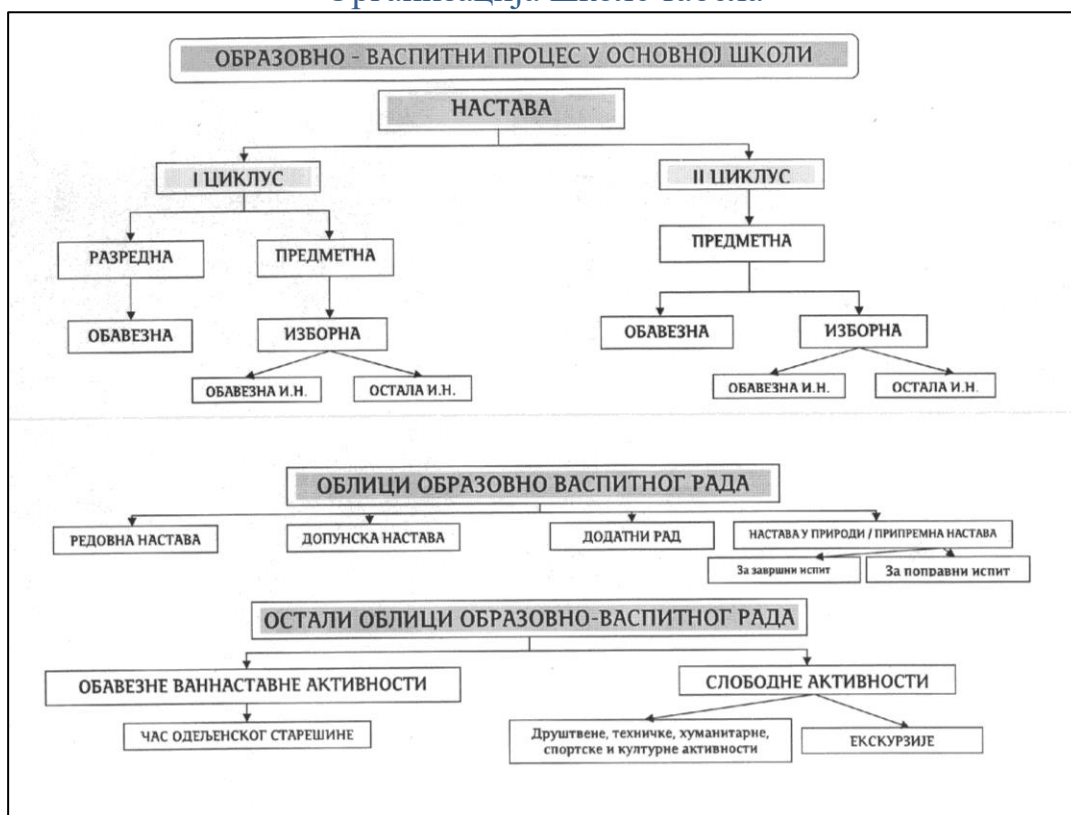 Организација школе табела
ОБРАЗОВНО - ВАСПИТНИ ПРОЦЕС У ОСНОВНОЈ ШКОЛИ
НАСТАВА
I ЦИКЛУС
II ЦИКЛУС
РАЗРЕДНА
ПРЕДМЕТНА
ПРЕДМЕТНА
ОБАВЕЗНА
ИЗБОРНА
ОБАВЕЗНА
ИЗБОРНА
ОБАВЕЗНА И.Н.
ОСТАЛА И.Н.
ОБАВЕЗНА И.Н.
ОСТАЛА И.Н.
ОБЛИЦИ ОБРАЗОВНО ВАСПИТНОГ РАДА
РЕДОВНА НАСТАВА
ДОПУНСКА НАСТАВА
ДОДАТНИ РАД
НАСТАВА У ПРИРОДИ / ПРИПРЕМНА НАСТАВА
За завршни испит
За поправни испит
ОСТАЛИ ОБЛИЦИ ОБРАЗОВНО-ВАСПИТНОГ РАДА
ОБАВЕЗНЕ ВАННАСТАВНЕ АКТИВНОСТИ
СЛОБОДНЕ АКТИВНОСТИ
ЧАС ОДЕЉЕНСКОГ СТАРЕШИНЕ
Друштвене, техничке, хуманитарне,
спортске и културне активности
ЕКСКУРЗИЈЕ